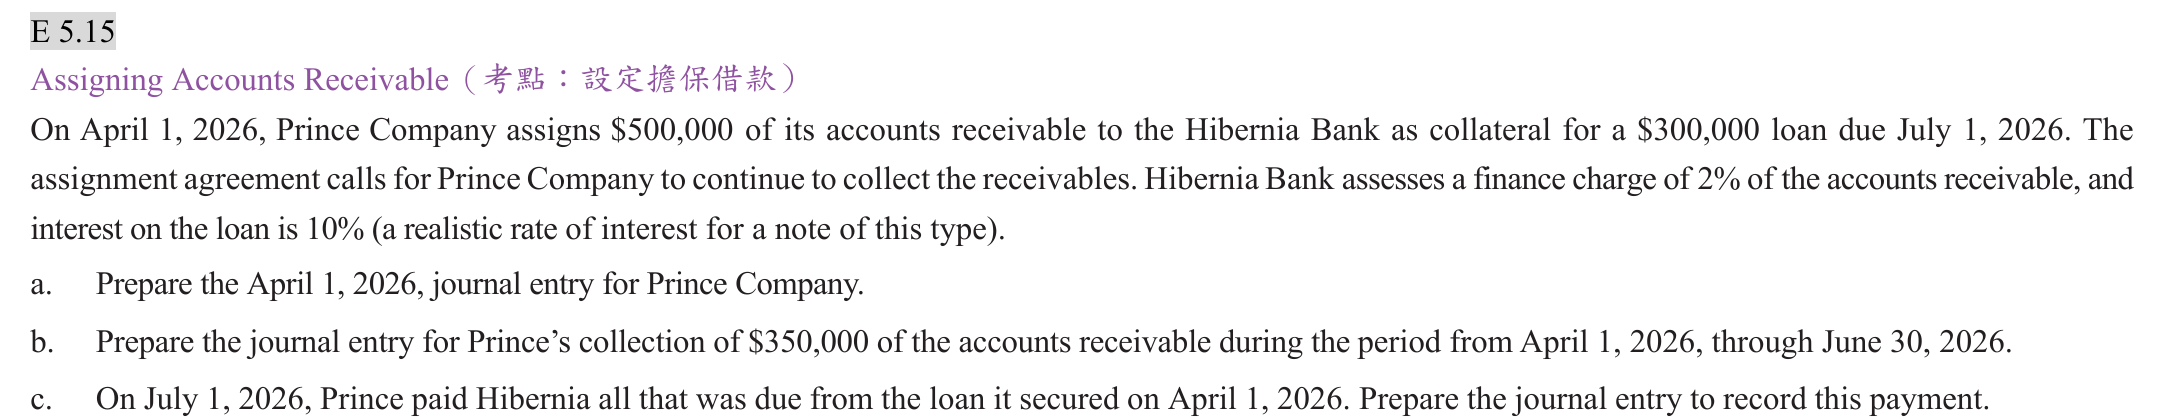 E 5.15
Assigning Accounts Receivable（考點：設定擔保借款）
On April 1, 2026, Prince Company assigns $500,000 of its accounts receivable to the Hibernia Bank as collateral for a $300,000 loan due July 1, 2026. The
assignment agreement calls for Prince Company to continue to collect the receivables. Hibernia Bank assesses a finance charge of 2% of the accounts receivable, and
interest on the loan is 10% (a realistic rate of interest for a note of this type).
a. Prepare the April 1, 2026, journal entry for Prince Company.
b. Prepare the journal entry for Prince’s collection of $350,000 of the accounts receivable during the period from April 1, 2026, through June 30, 2026.
c. On July 1, 2026, Prince paid Hibernia all that was due from the loan it secured on April 1, 2026. Prepare the journal entry to record this payment.